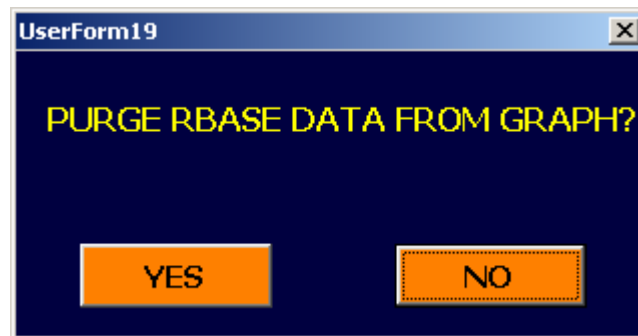 UserForm19
PURGE RBASE DATA FROM GRAPH?
YES NO